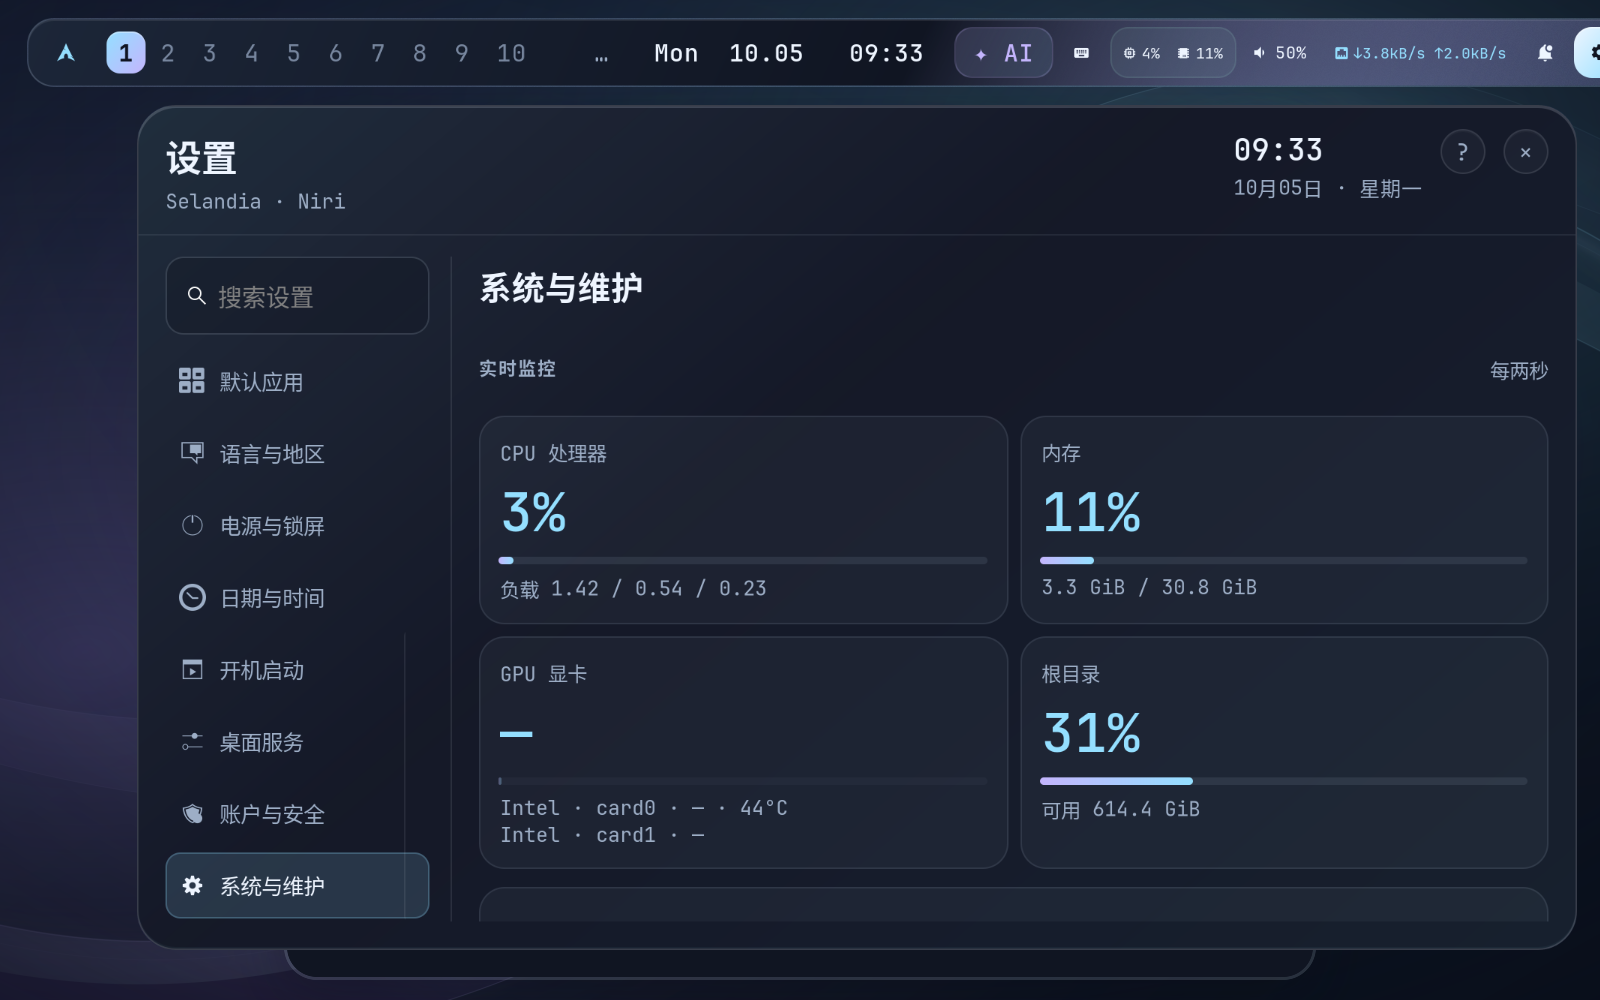 1 2 3 4 5 6 7 8 9 10 … Mon 10.05 09:33 ✦ AI 4% 11% 50% ↓3.8kB/s ↑2.0kB/s
设置
Selandia · Niri
09:33
10月05日 · 星期一
?
×
搜索设置
默认应用
语言与地区
电源与锁屏
日期与时间
开机启动
桌面服务
账户与安全
系统与维护
系统与维护
实时监控
每两秒
CPU 处理器
3%
负载 1.42 / 0.54 / 0.23
内存
11%
3.3 GiB / 30.8 GiB
GPU 显卡
—
Intel · card0 · — · 44°C
Intel · card1 · —
根目录
31%
可用 614.4 GiB